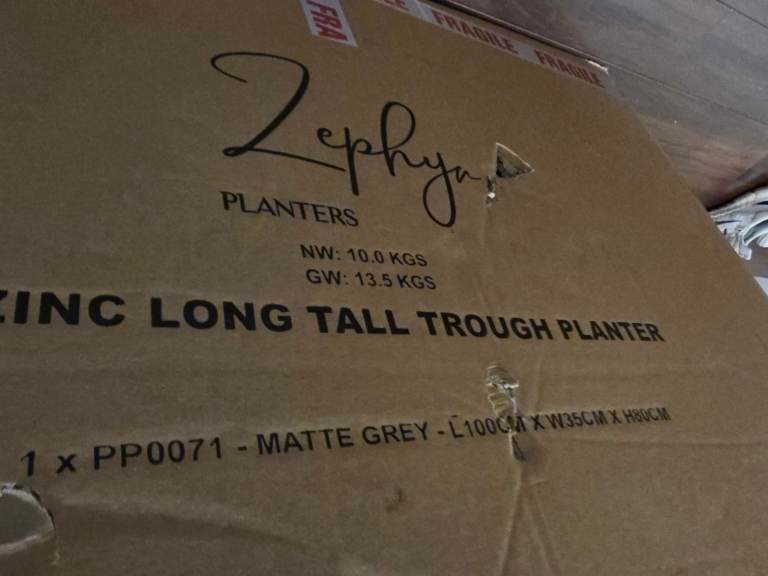 FRA
LE FRAGILE FRAGILE
Zephyr
PLANTERS
NW: 10.0 KGS
GW: 13.5 KGS
ZINC LONG TALL TROUGH PLANTER
1 x PP0071 - MATTE GREY - L100CM X W35CM X H80CM